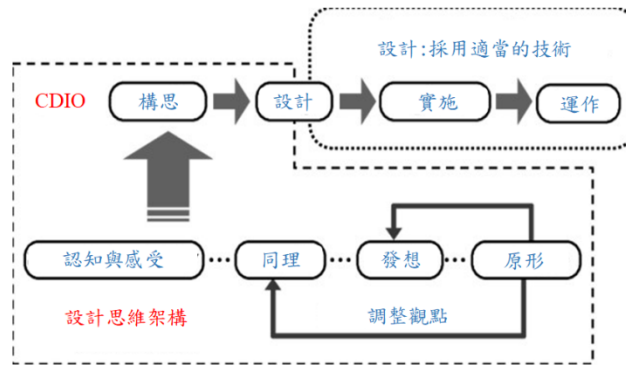 設計:採用適當的技術
CDIO
構思
設計
實施
運作
認知與感受
同理
發想
原形
設計思維架構
調整觀點